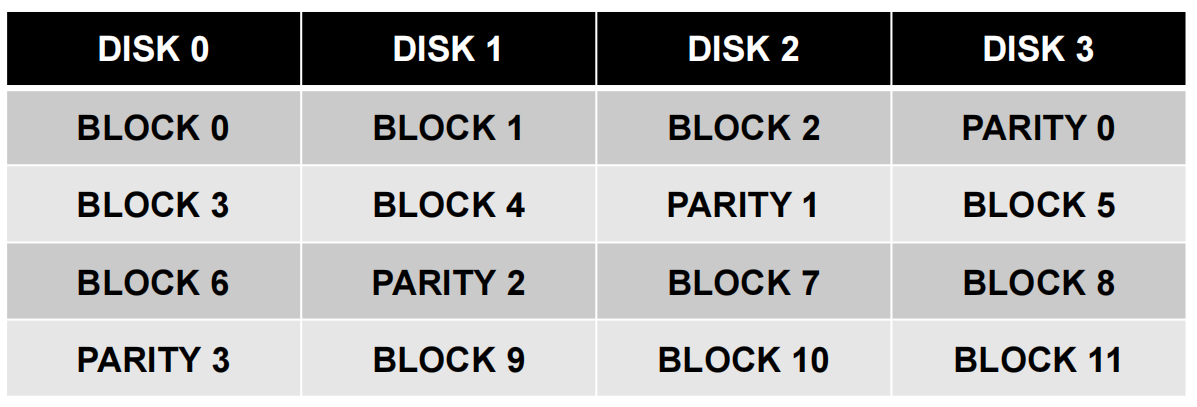 DISK 0 DISK 1 DISK 2 DISK 3
BLOCK 0 BLOCK 1 BLOCK 2 PARITY 0
BLOCK 3 BLOCK 4 PARITY 1 BLOCK 5
BLOCK 6 PARITY 2 BLOCK 7 BLOCK 8
PARITY 3 BLOCK 9 BLOCK 10 BLOCK 11